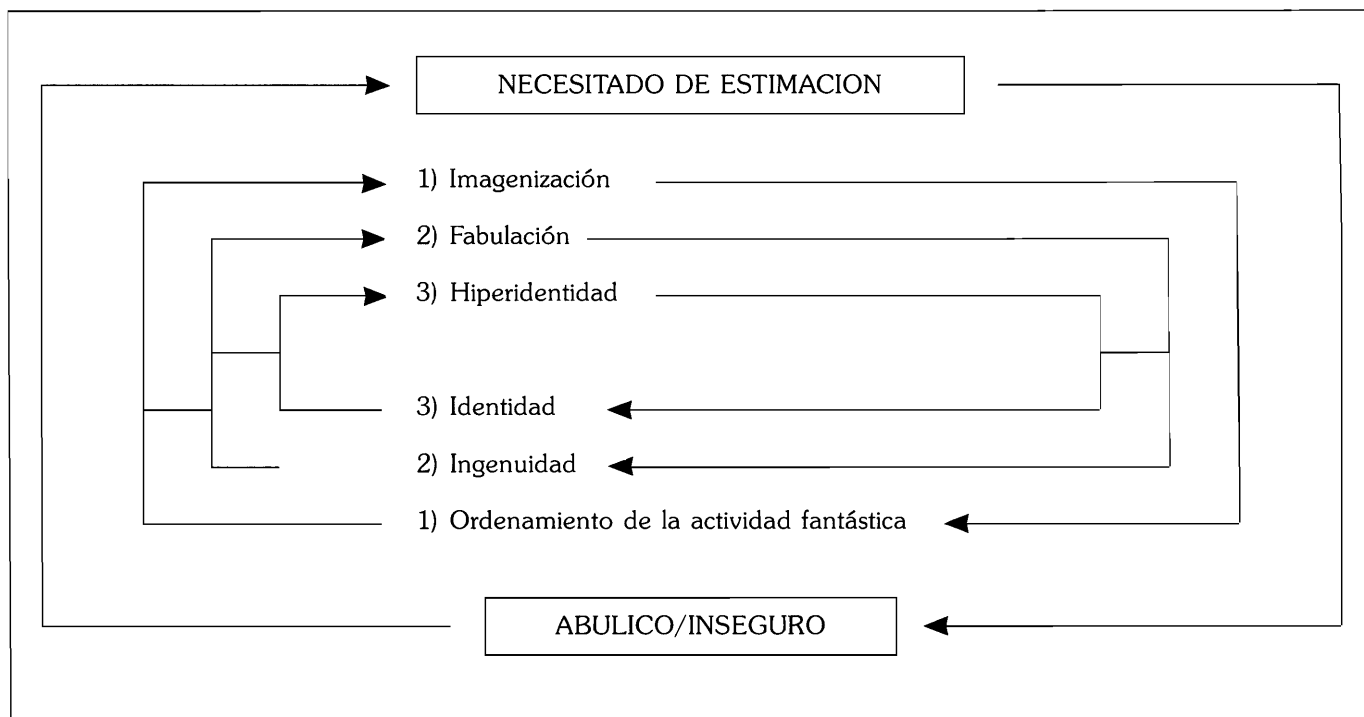 NECESITADO DE ESTIMACION
1) Imagenización
2) Fabulación
3) Hiperidentidad
3) Identidad
2) Ingenuidad
1) Ordenamiento de la actividad fantástica
ABULICO/INSEGURO